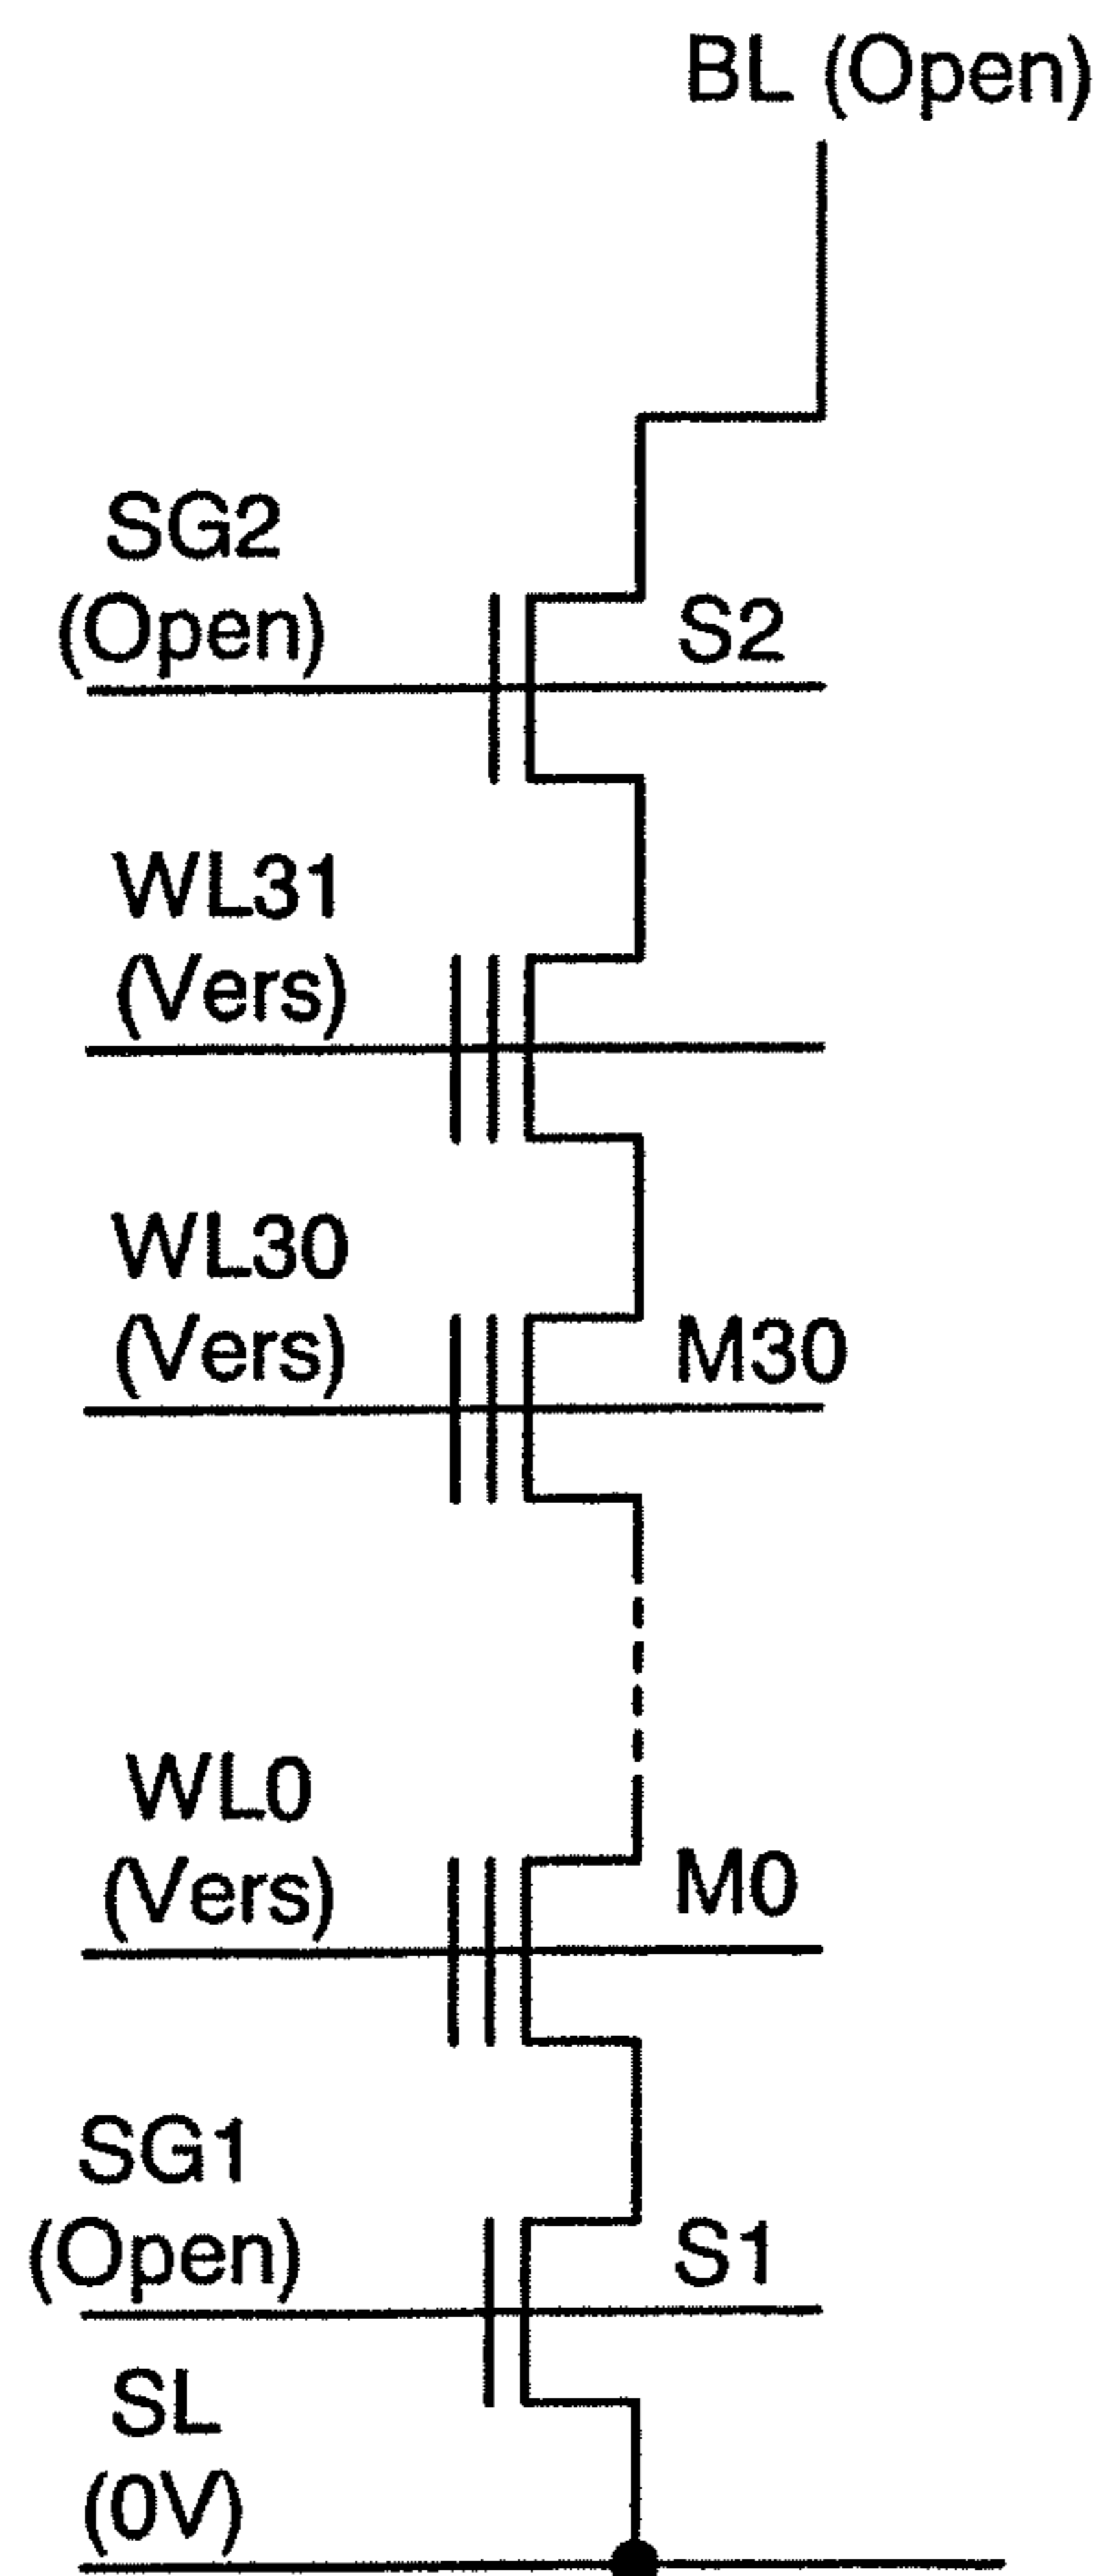 BL (Open)
SG2
(Open)
S2
WL31
(Vers)
WL30
(Vers)
M30
WL0
(Vers)
M0
SG1
(Open)
S1
SL
(0V)